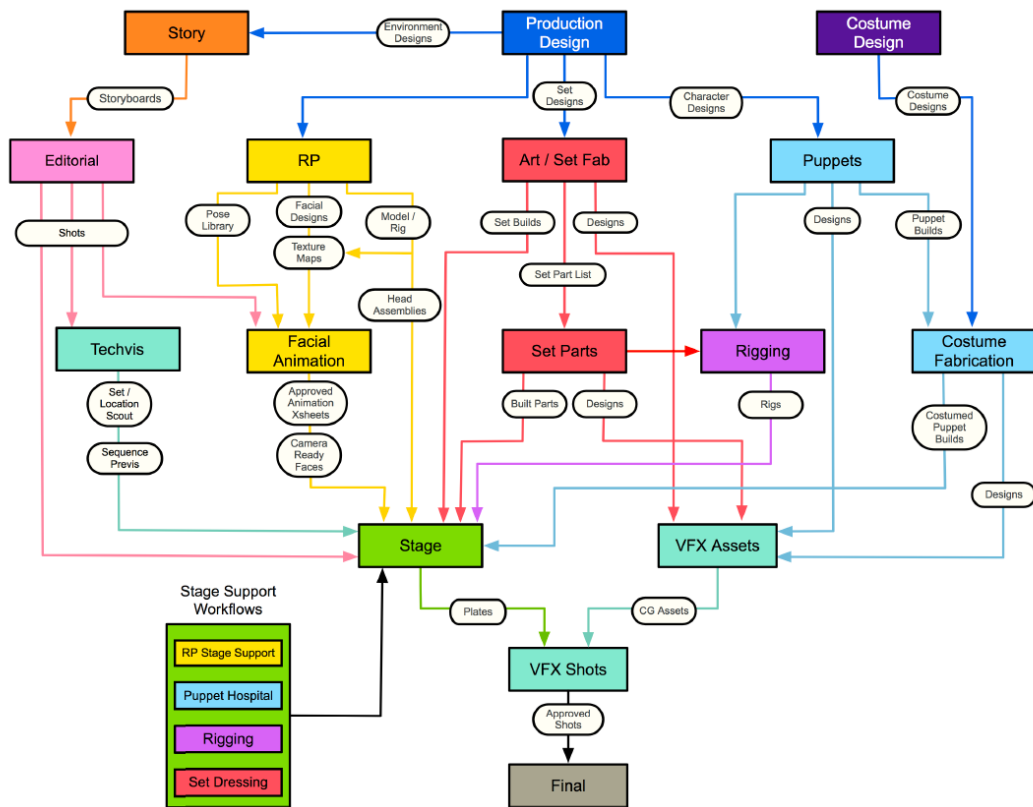 Story
Environment
Designs
Production
Design
Costume
Design
Storyboards
Set
Designs
Character
Designs
Costume
Designs
Editorial
RP
Art / Set Fab
Puppets
Shots
Pose
Library
Facial
Designs
Model /
Rig
Texture
Maps
Set Builds
Designs
Designs
Puppet
Builds
Head
Assemblies
Set Part List
Techvis
Facial
Animation
Set Parts
Rigging
Costume
Fabrication
Set /
Location
Scout
Approved
Animation
Xsheets
Built Parts
Designs
Rigs
Costumed
Puppet
Builds
Sequence
Previs
Camera
Ready
Faces
Designs
Stage
VFX Assets
Stage Support
Workflows
Plates
CG Assets
RP Stage Support
Puppet Hospital
Rigging
Set Dressing
VFX Shots
Approved
Shots
Final